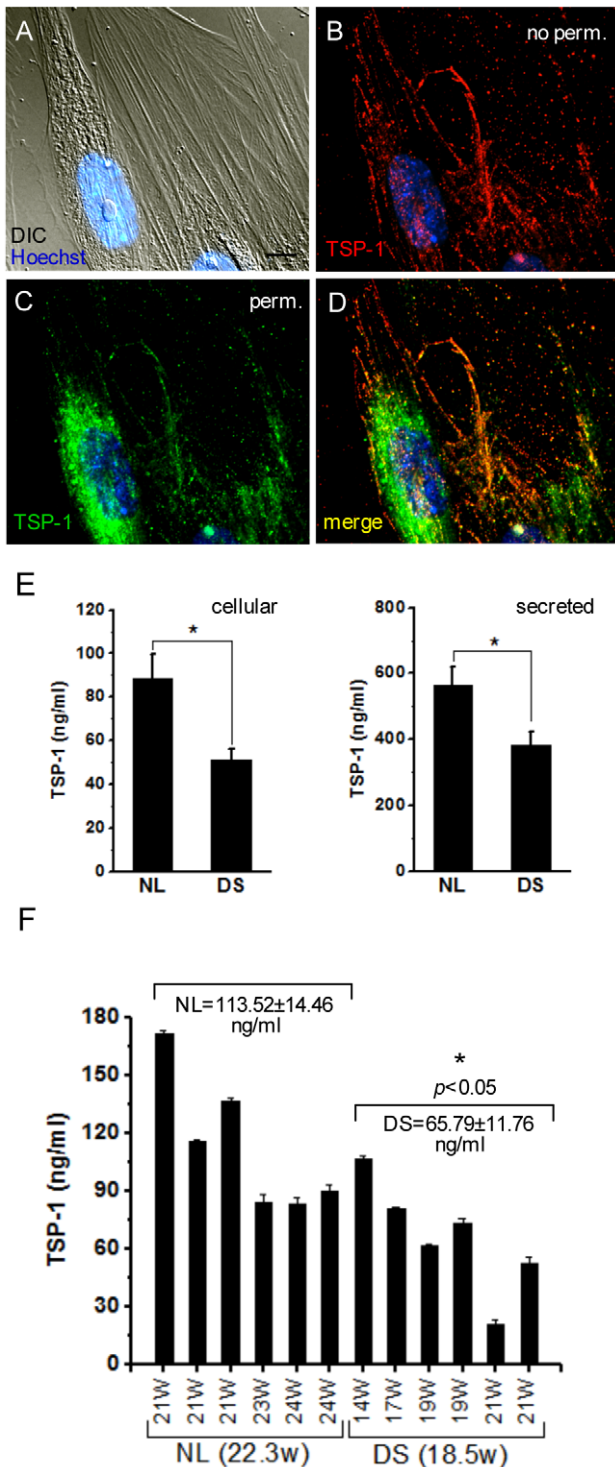 A
DIC
Hoechst
B
no perm.
TSP-1
C
perm.
TSP-1
D
merge
E
cellular
TSP-1 (ng/ml)
120
100
80
60
40
20
0
*
NL
DS
secreted
TSP-1 (ng/ml)
800
600
400
200
0
*
NL
DS
F
NL=113.52±14.46
ng/ml
*
p<0.05
DS=65.79±11.76
ng/ml
TSP-1 (ng/ml)
180
150
120
90
60
30
0
21W
21W
21W
23W
24W
24W
14W
17W
19W
19W
21W
21W
NL (22.3w)
DS (18.5w)